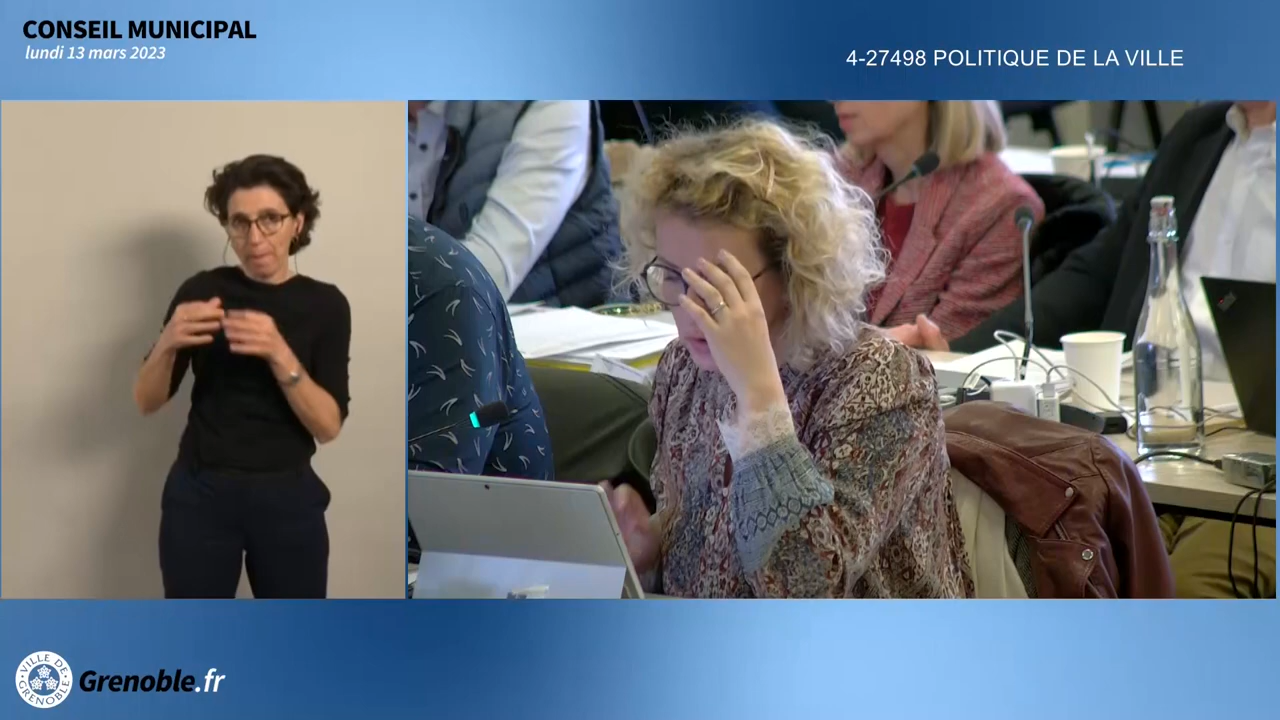 CONSEIL MUNICIPAL
lundi 13 mars 2023
4-27498 POLITIQUE DE LA VILLE
VILLE DE GRENOBLE
Grenoble.fr